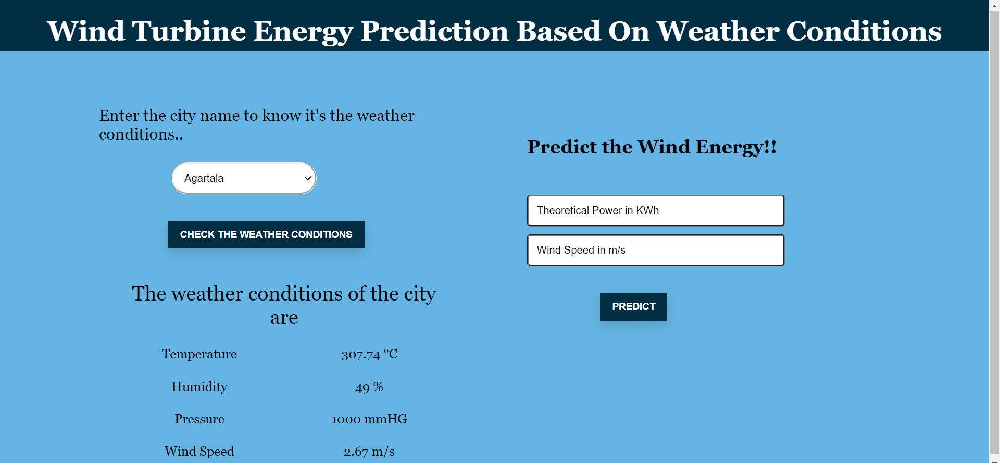 Wind Turbine Energy Prediction Based On Weather Conditions
Enter the city name to know it's the weather
conditions..
Agartala
CHECK THE WEATHER CONDITIONS
The weather conditions of the city
are
Temperature 307.74 °C
Humidity 49 %
Pressure 1000 mmHG
Wind Speed 2.67 m/s
Predict the Wind Energy!!
Theoretical Power in KWh
Wind Speed in m/s
PREDICT